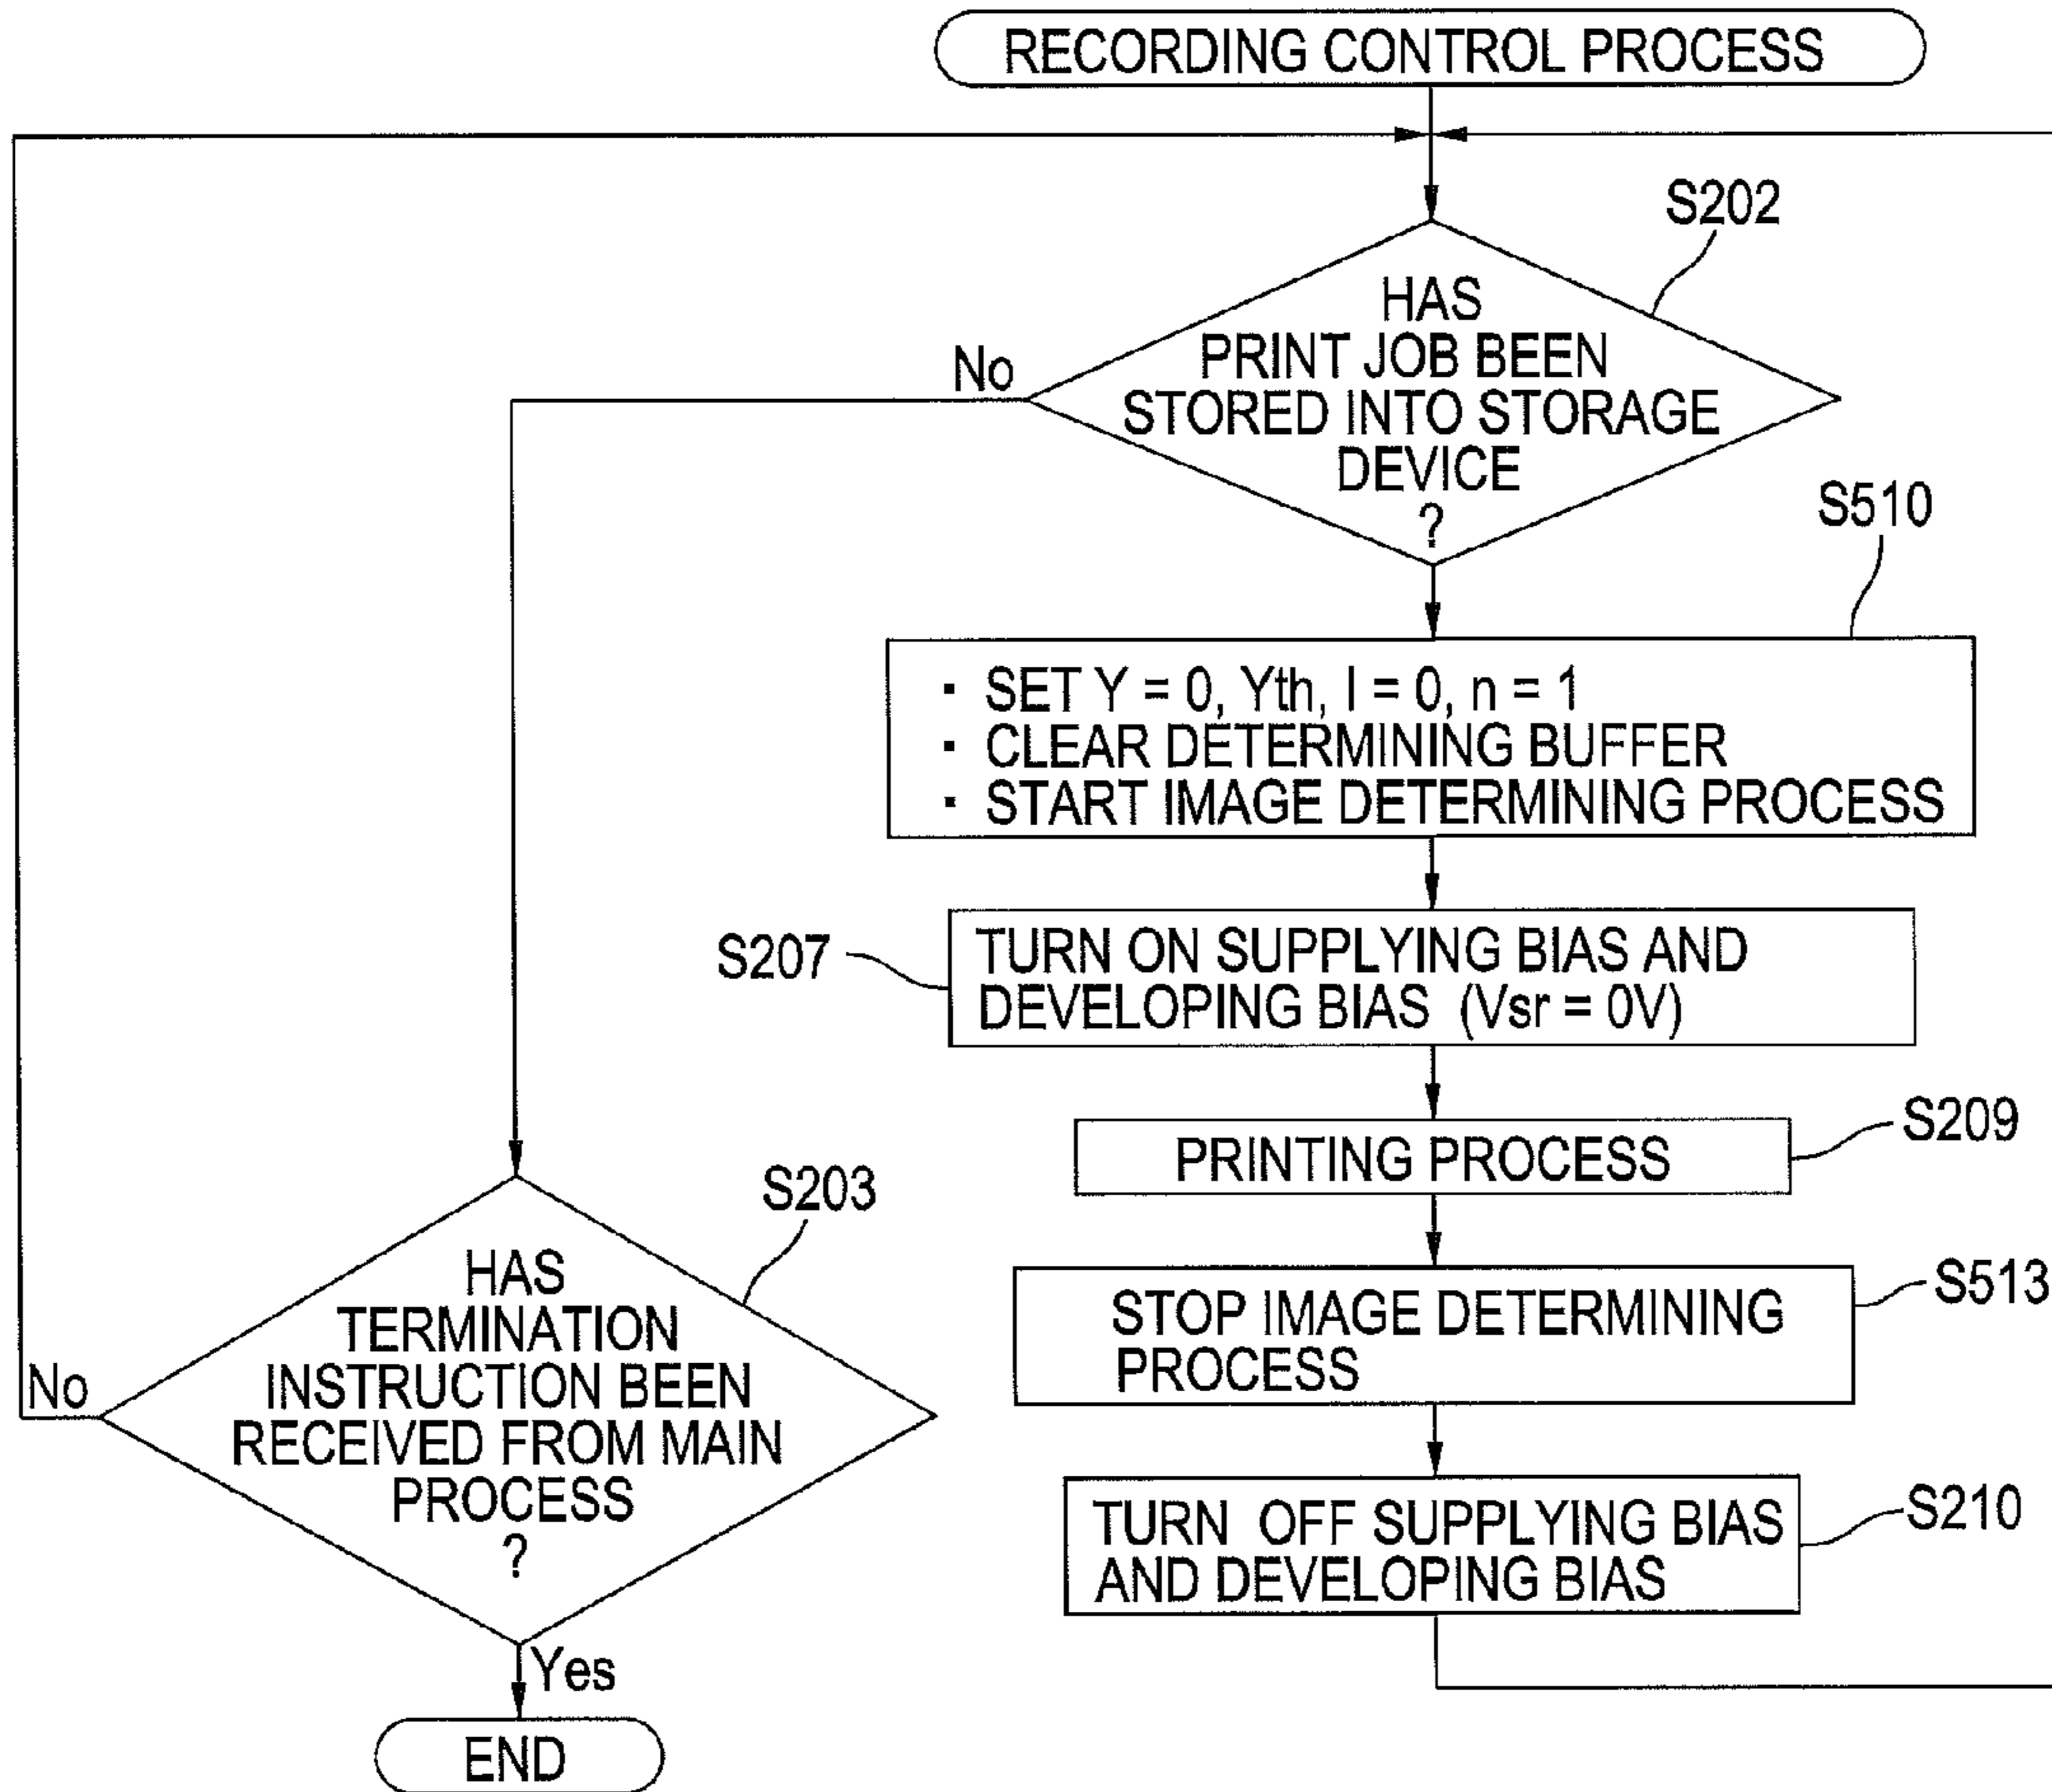 RECORDING CONTROL PROCESS
S202
HAS
PRINT JOB BEEN
STORED INTO STORAGE
DEVICE
?
No
S510
・ SET Y = 0, Yth, I = 0, n = 1
・ CLEAR DETERMINING BUFFER
・ START IMAGE DETERMINING PROCESS
S207
TURN ON SUPPLYING BIAS AND
DEVELOPING BIAS (Vsr = 0V)
S209
PRINTING PROCESS
S203
HAS
TERMINATION
INSTRUCTION BEEN
RECEIVED FROM MAIN
PROCESS
?
No
Yes
S513
STOP IMAGE DETERMINING
PROCESS
S210
TURN OFF SUPPLYING BIAS
AND DEVELOPING BIAS
END